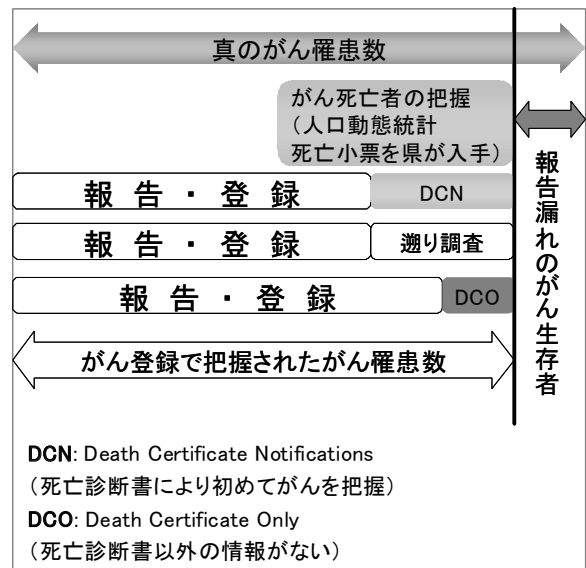 真のがん罹患数
がん死亡者の把握
（人口動態統計
死亡小票を県が入手）
報告・登録
DCN
報告・登録
遡り調査
報告・登録
DCO
がん登録で把握されたがん罹患数
報告漏れのがん生存者
DCN: Death Certificate Notifications
（死亡診断書により初めてがんを把握）
DCO: Death Certificate Only
（死亡診断書以外の情報がない）